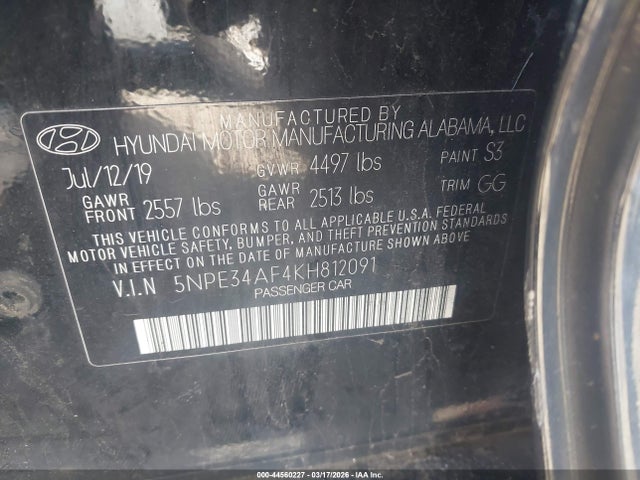 MANUFACTURED BY
HYUNDAI MOTOR MANUFACTURING ALABAMA, LLC
Jul/12/19 GVWR 4497 lbs PAINT S3
GAWR FRONT 2557 lbs GAWR REAR 2513 lbs TRIM GG
THIS VEHICLE CONFORMS TO ALL APPLICABLE U.S.A. FEDERAL
MOTOR VEHICLE SAFETY, BUMPER, AND THEFT PREVENTION STANDARDS
IN EFFECT ON THE DATE OF MANUFACTURE SHOWN ABOVE
V.I.N 5NPE34AF4KH812091
PASSENGER CAR
000-44560227 - 03/17/2026 - IAA Inc.